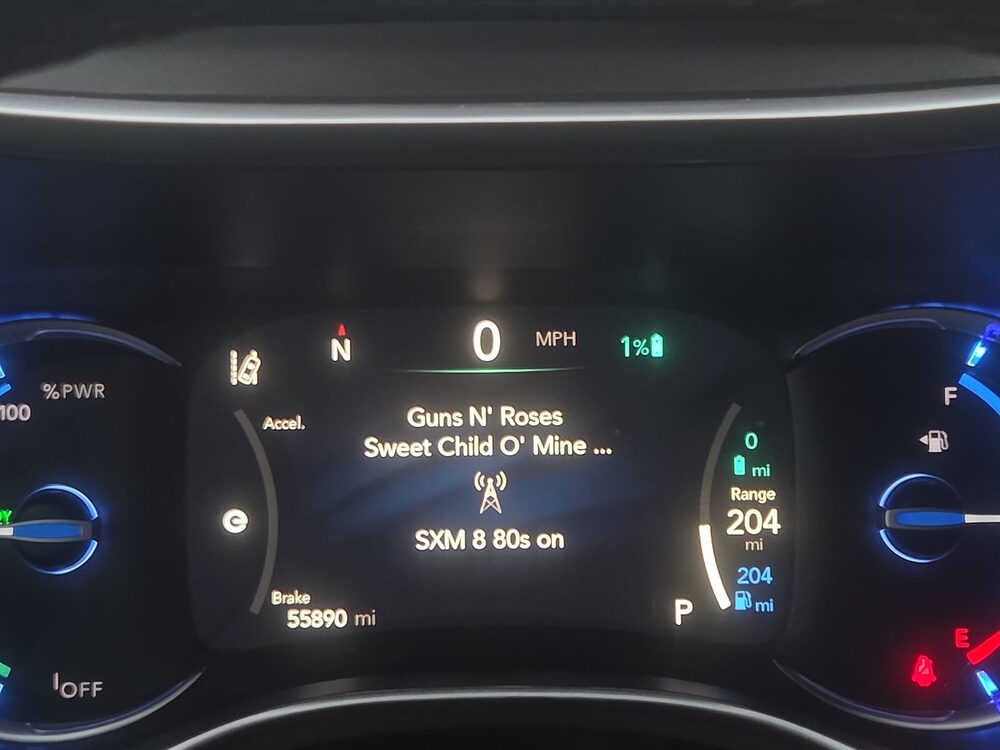 N
0 MPH
1%
%PWR
100
Accel.
Guns N' Roses
Sweet Child O' Mine ...
SXM 8 80s on
Brake
55890 mi
P
0
mi
Range
204
mi
204
mi
OFF
F
E